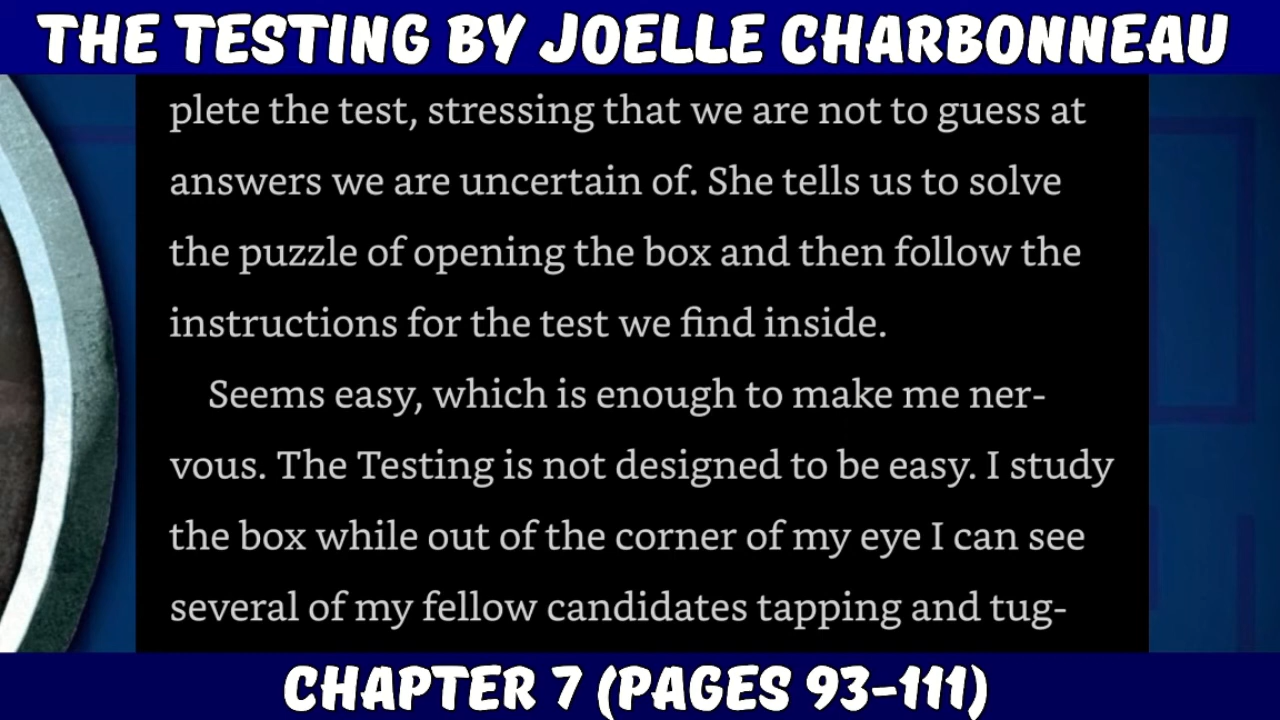 THE TESTING BY JOELLE CHARBONNEAU
plete the test, stressing that we are not to guess at
answers we are uncertain of. She tells us to solve
the puzzle of opening the box and then follow the
instructions for the test we find inside.
Seems easy, which is enough to make me ner-
vous. The Testing is not designed to be easy. I study
the box while out of the corner of my eye I can see
several of my fellow candidates tapping and tug-
CHAPTER 7 (PAGES 93-111)